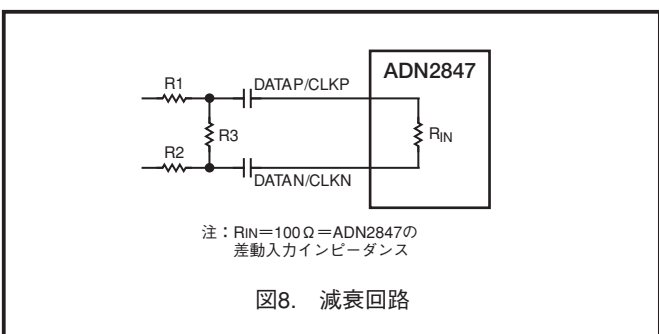 ADN2847
R1
DATAP/CLKP
R3
RIN
R2
DATAN/CLKN
注：RIN＝100Ω＝ADN2847の
差動入力インピーダンス
図8. 減衰回路